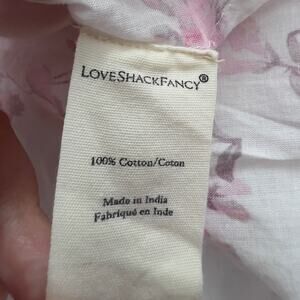 LOVESHACKFANCY®
100% Cotton/Coton
Made in India
Fabriqué en Inde